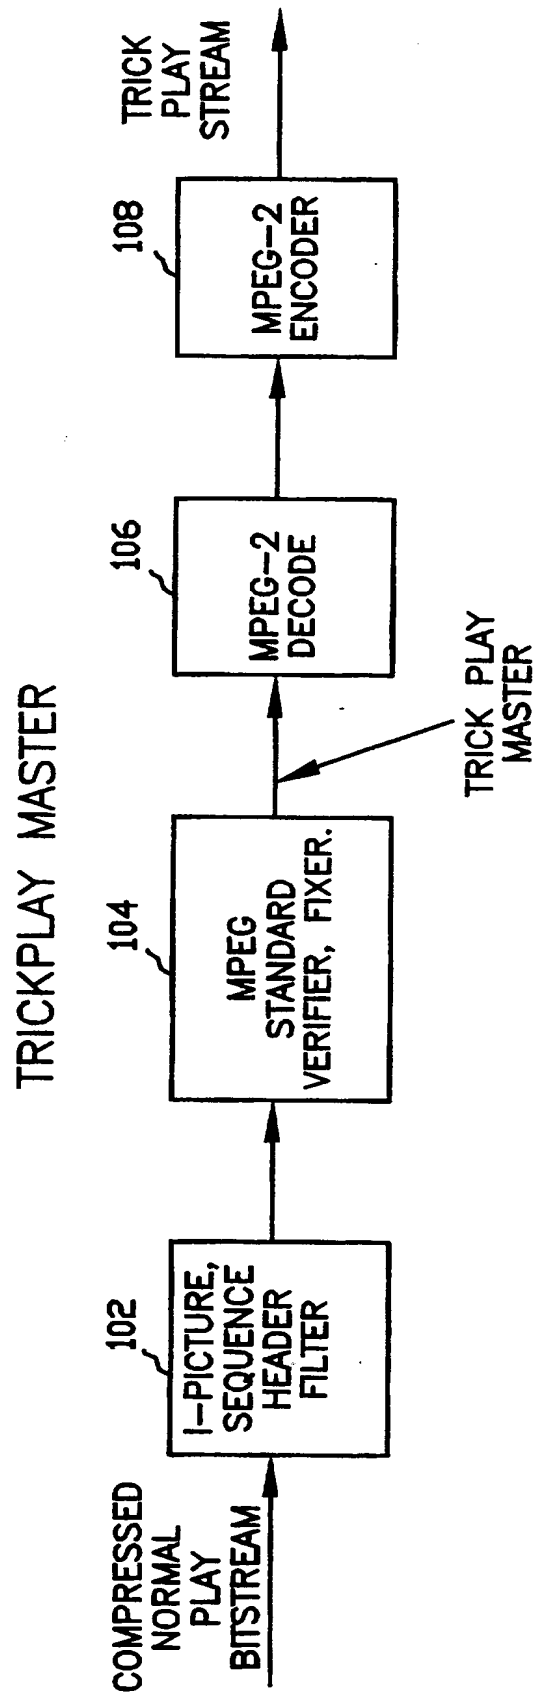 TRICKPLAY MASTER
COMPRESSED
NORMAL
PLAY
BITSTREAM
102
I-PICTURE,
SEQUENCE
HEADER
FILTER
104
MPEG
STANDARD
VERIFIER, FIXER.
TRICK PLAY
MASTER
106
MPEG-2
DECODE
108
MPEG-2
ENCODER
TRICK
PLAY
STREAM